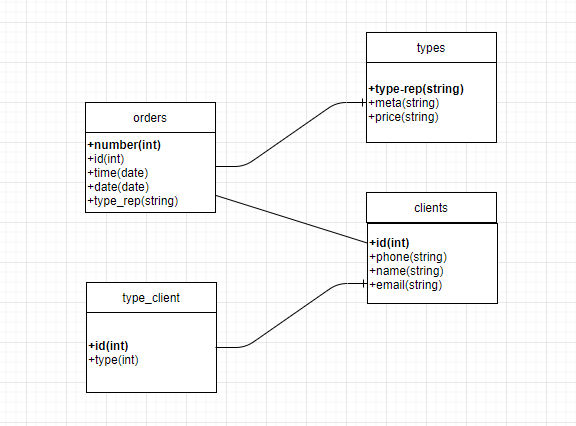 types
+type-rep(string)
+meta(string)
+price(string)
orders
+number(int)
+id(int)
+time(date)
+date(date)
+type_rep(string)
clients
+id(int)
+phone(string)
+name(string)
+email(string)
type_client
+id(int)
+type(int)